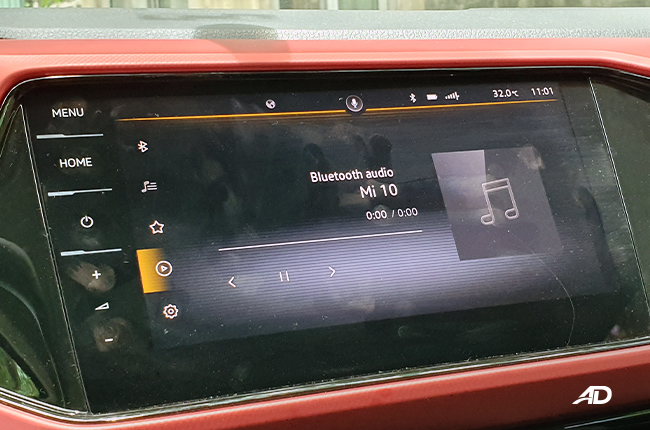 MENU
32.0°C 11:01
HOME
Bluetooth audio
Mi 10
0:00 / 0:00
+
-
AD